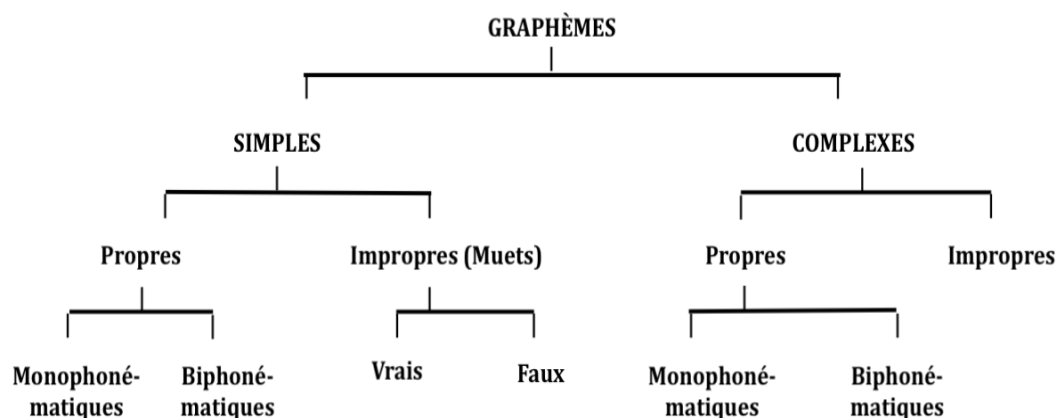 GRAPHÈMES
SIMPLES
COMPLEXES
Propres
Impropres (Muets)
Propres
Impropres
Monophoné-
matiques
Biphoné-
matiques
Vrais
Faux
Monophoné-
matiques
Biphoné-
matiques